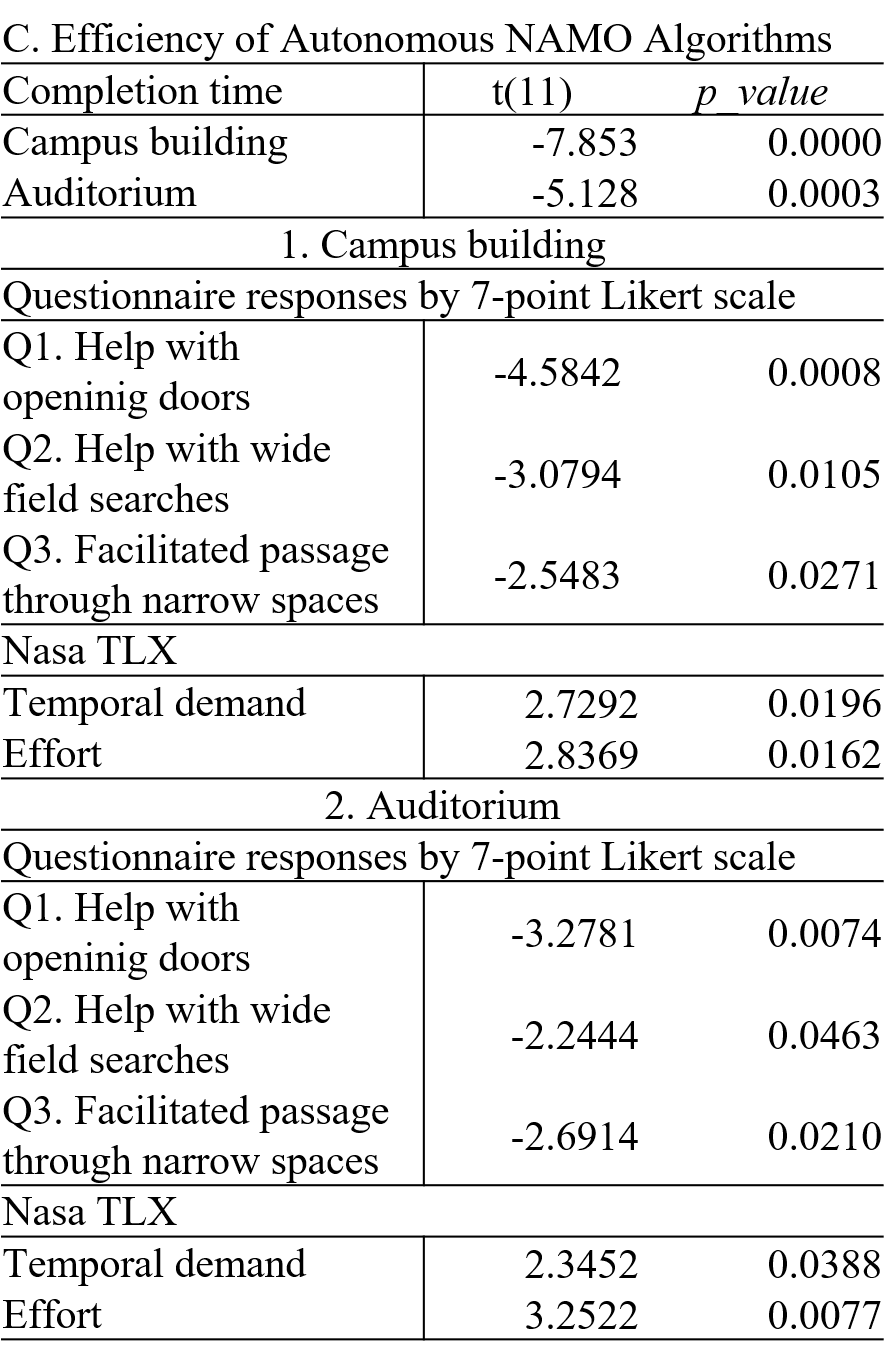 C. Efficiency of Autonomous NAMO Algorithms
Completion time t(11) p_value
Campus building -7.853 0.0000
Auditorium -5.128 0.0003
1. Campus building
Questionnaire responses by 7-point Likert scale
Q1. Help with
openinig doors -4.5842 0.0008
Q2. Help with wide
field searches -3.0794 0.0105
Q3. Facilitated passage
through narrow spaces -2.5483 0.0271
Nasa TLX
Temporal demand 2.7292 0.0196
Effort 2.8369 0.0162
2. Auditorium
Questionnaire responses by 7-point Likert scale
Q1. Help with
openinig doors -3.2781 0.0074
Q2. Help with wide
field searches -2.2444 0.0463
Q3. Facilitated passage
through narrow spaces -2.6914 0.0210
Nasa TLX
Temporal demand 2.3452 0.0388
Effort 3.2522 0.0077